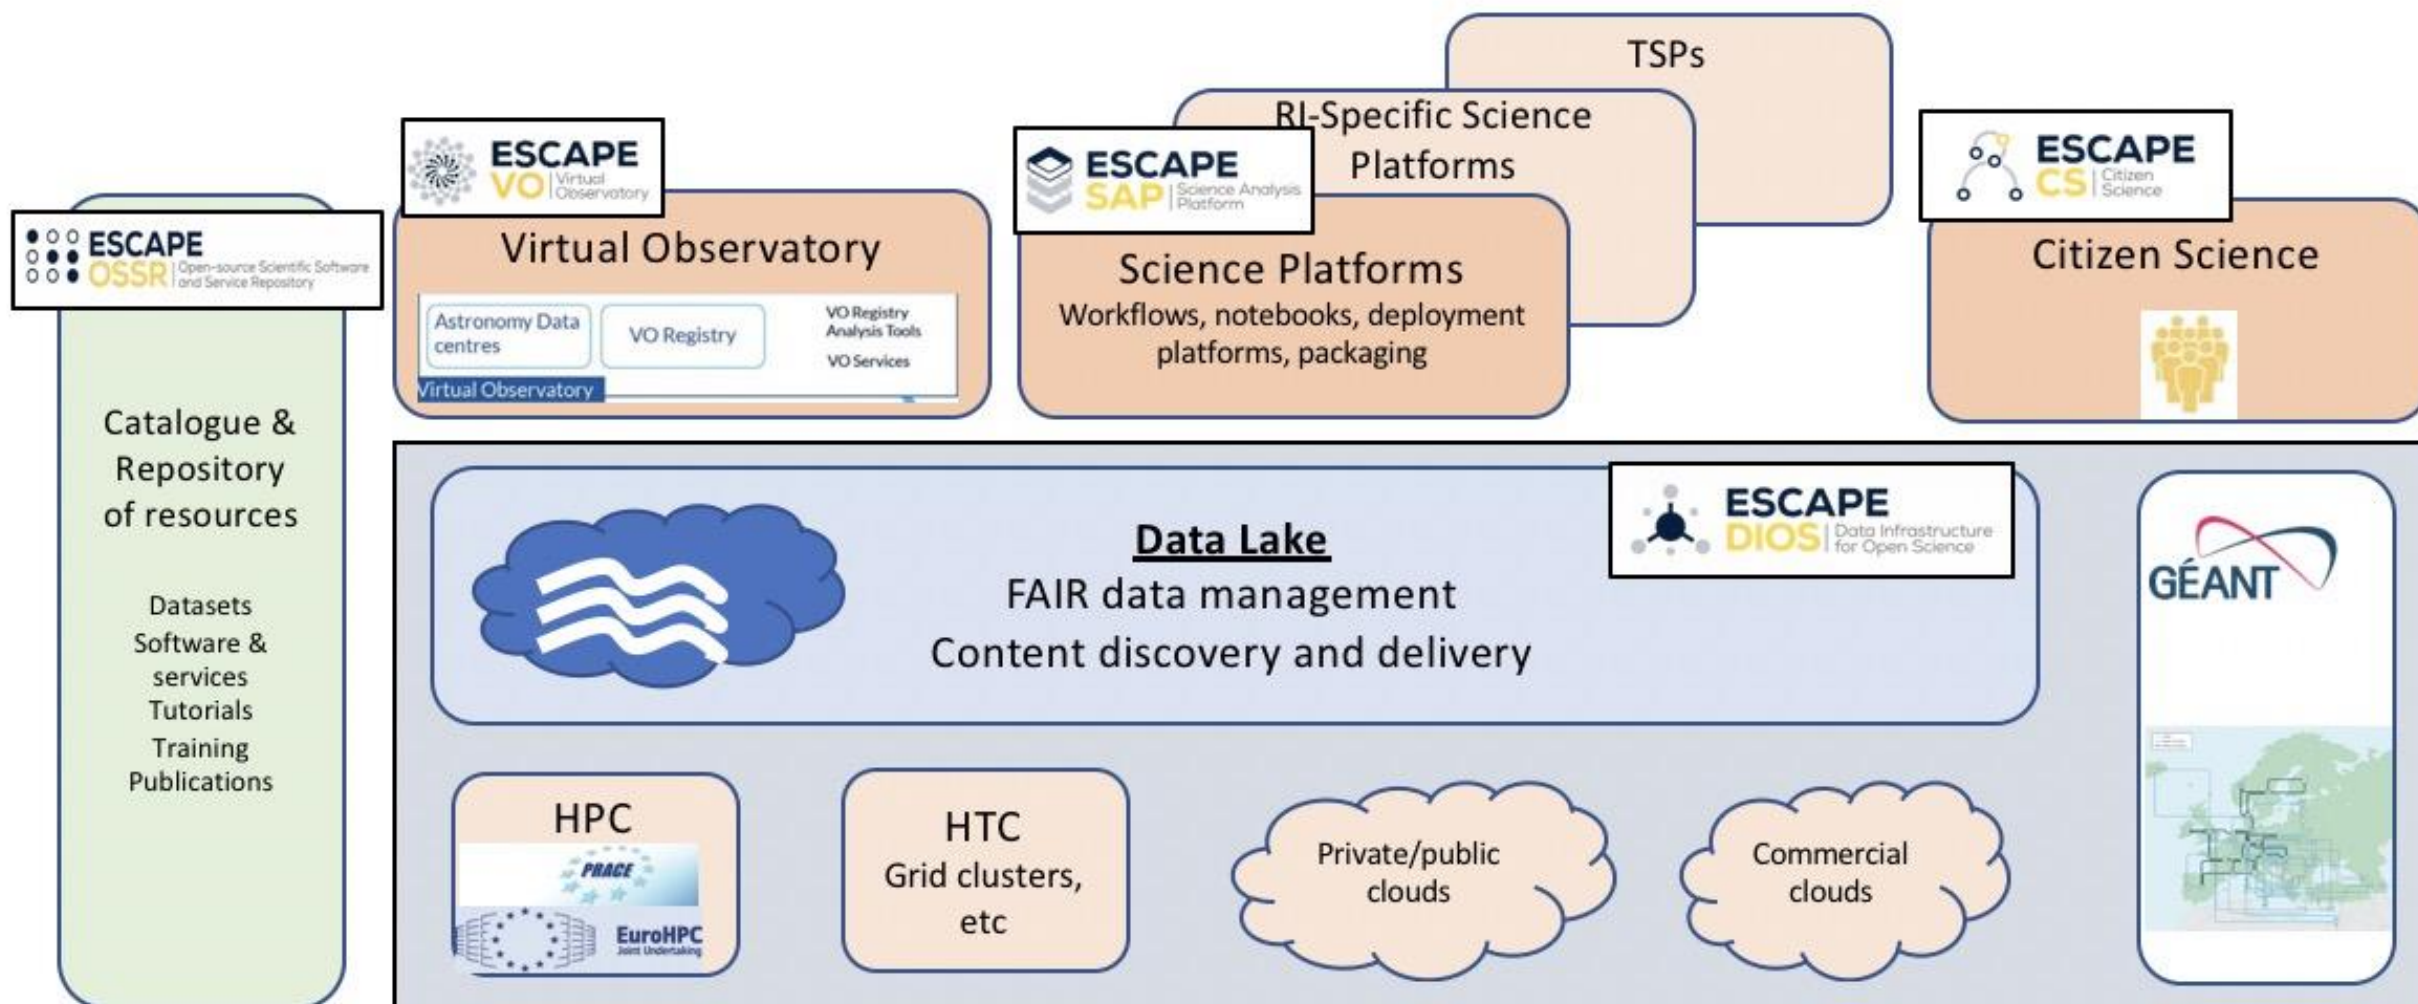 TSPs
RI-Specific Science
Platforms
ESCAPE
VO | Virtual
Observatory
ESCAPE
SAP | Science Analysis
Platform
ESCAPE
CS | Citizen
Science
ESCAPE
OSSR | Open-source Scientific Software
and Service Repository
Virtual Observatory
Astronomy Data
centres
VO Registry
VO Registry
Analysis Tools
VO Services
Virtual Observatory
Science Platforms
Workflows, notebooks, deployment
platforms, packaging
Citizen Science
Catalogue &
Repository
of resources
Datasets
Software &
services
Tutorials
Training
Publications
Data Lake
FAIR data management
Content discovery and delivery
ESCAPE
DIOS | Data Infrastructure
for Open Science
GÉANT
HPC
PRACE
EuroHPC
Joint Undertaking
HTC
Grid clusters,
etc
Private/public
clouds
Commercial
clouds